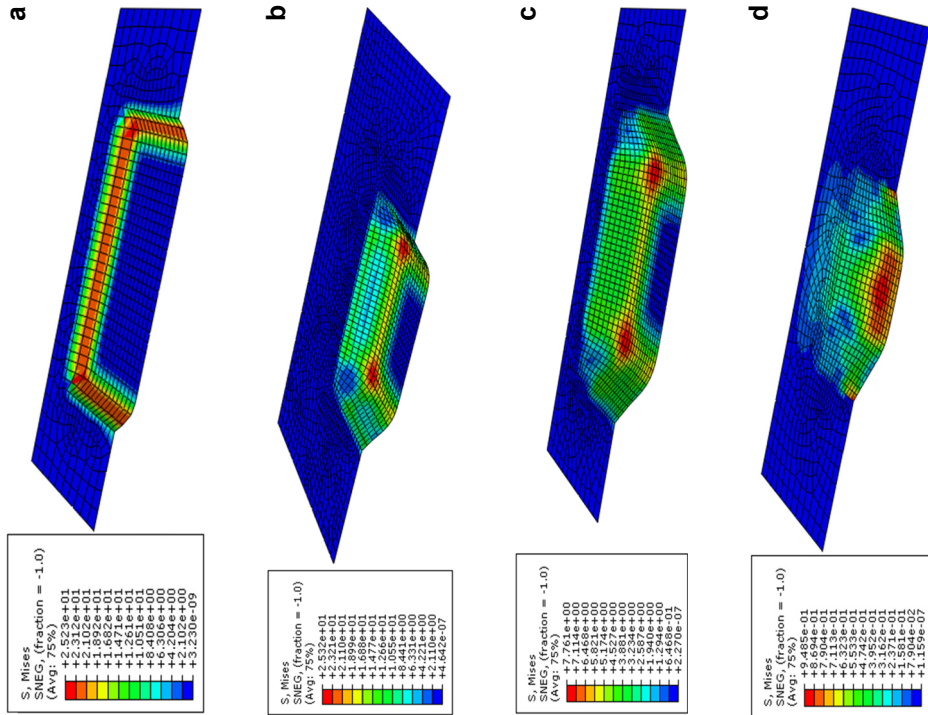 a
S, Mises
SNEG, (fraction = -1.0)
(Avg: 75%)
+2.523e+01
+2.312e+01
+2.102e+01
+1.892e+01
+1.682e+01
+1.471e+01
+1.261e+01
+1.051e+01
+8.408e+00
+6.306e+00
+4.204e+00
+2.102e+00
+3.230e-09
b
S, Mises
SNEG, (fraction = -1.0)
(Avg: 75%)
+2.532e+01
+2.321e+01
+2.110e+01
+1.899e+01
+1.688e+01
+1.477e+01
+1.266e+01
+1.055e+01
+8.441e+00
+6.331e+00
+4.221e+00
+2.110e+00
+4.642e-07
c
S, Mises
SNEG, (fraction = -1.0)
(Avg: 75%)
+7.761e+00
+7.114e+00
+6.468e+00
+5.821e+00
+5.174e+00
+4.527e+00
+3.881e+00
+3.234e+00
+2.587e+00
+1.940e+00
+1.294e+00
+6.468e-01
+2.270e-07
d
S, Mises
SNEG, (fraction = -1.0)
(Avg: 75%)
+9.485e-01
+8.694e-01
+7.904e-01
+7.113e-01
+6.323e-01
+5.533e-01
+4.742e-01
+3.952e-01
+3.162e-01
+2.371e-01
+1.581e-01
+7.904e-02
+1.159e-07